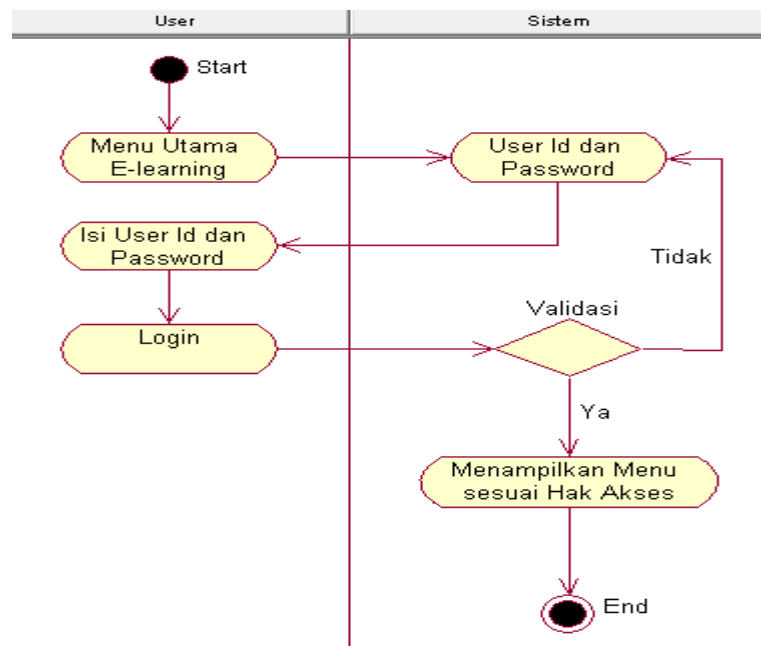 User
Sistem
Start
Menu Utama
E-learning
User Id dan
Password
Isi User Id dan
Password
Tidak
Validasi
Login
Ya
Menampilkan Menu
sesuai Hak Akses
End